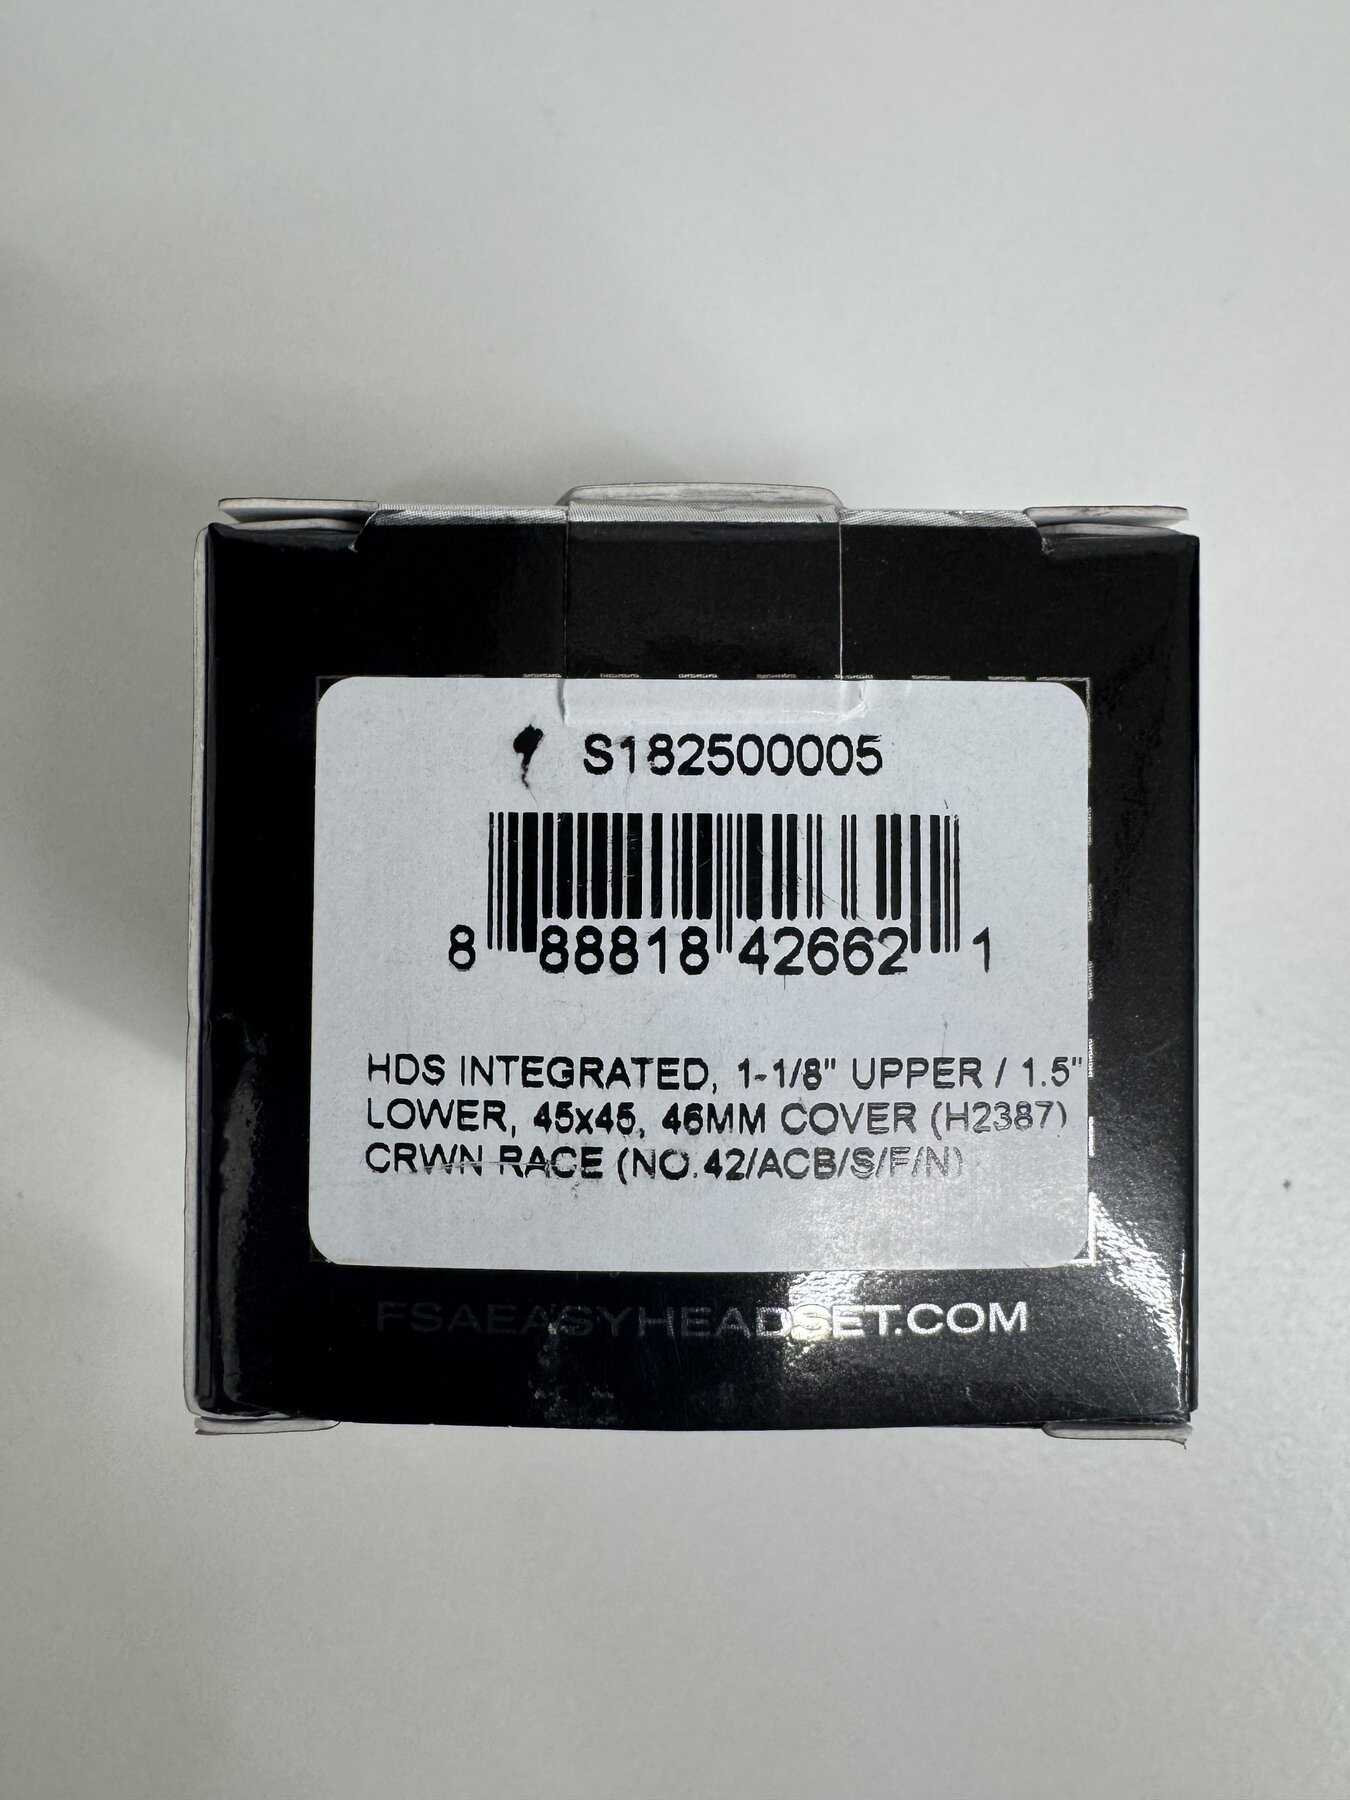 S182500005
8 88818 42662 1
HDS INTEGRATED, 1-1/8" UPPER / 1.5"
LOWER, 45x45, 46MM COVER (H2387)
CRWN RACE (NO.42/ACB/S/F/N)
FSAEASYHEADSET.COM